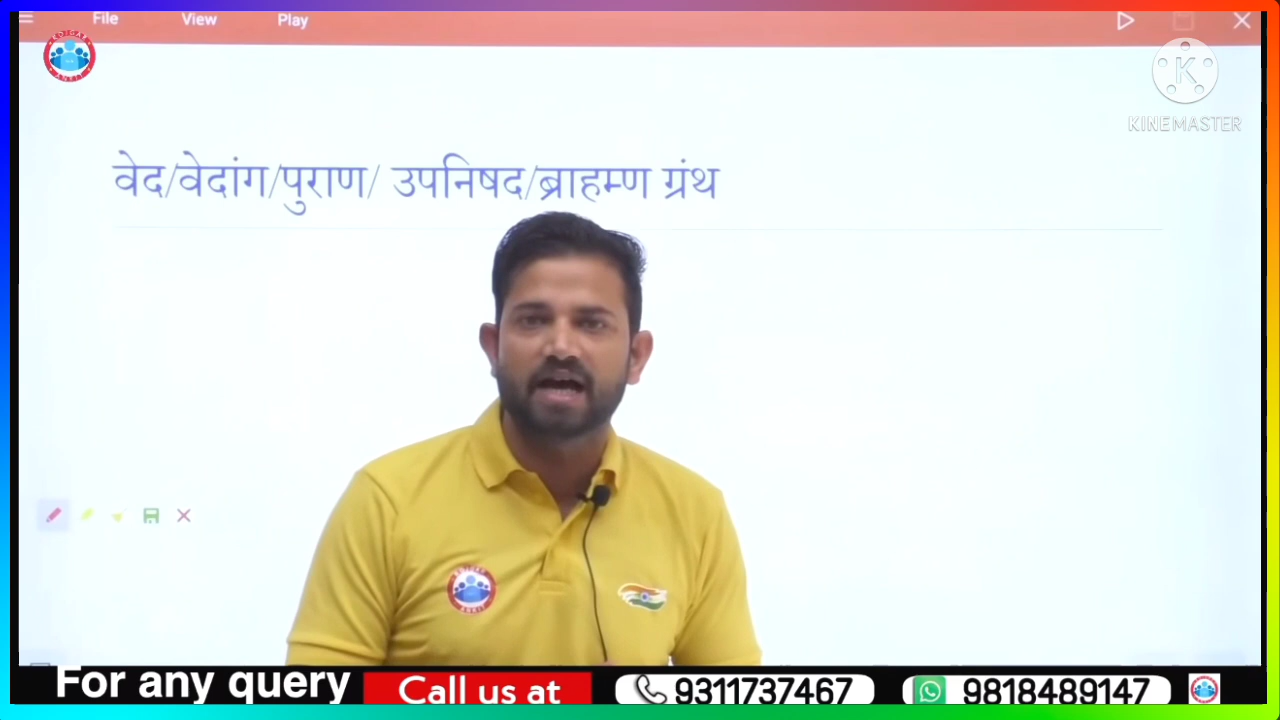 File View Play
KINEMASTER
वेद/वेदांग/पुराण/ उपनिषद/ब्राहम्ण ग्रंथ
For any query Call us at 9311737467 9818489147